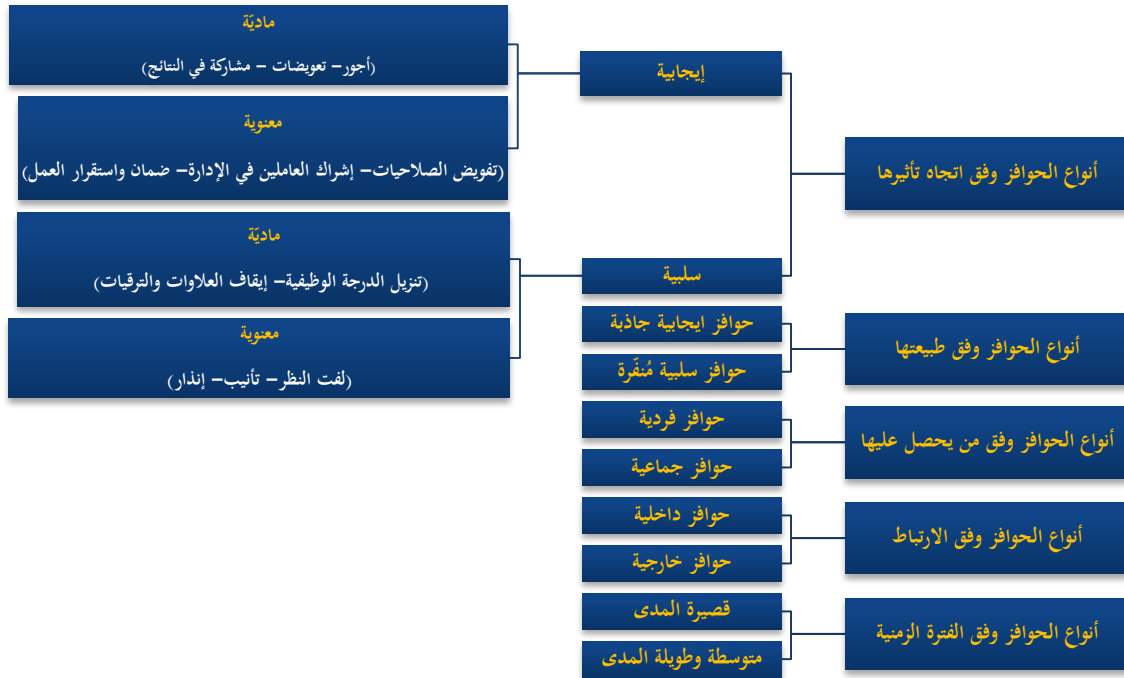 أنواع الحوافز وفق اتجاه تأثيرها
إيجابية
ماديّة
(أجور– تعويضات – مشاركة في النتائج)
معنوية
(تفويض الصلاحيات– إشراك العاملين في الإدارة– ضمان واستقرار العمل)
سلبية
ماديّة
(تنزيل الدرجة الوظيفية– إيقاف العلاوات والترقيات)
معنوية
(لفت النظر– تأنيب– إنذار)
أنواع الحوافز وفق طبيعتها
حوافز ايجابية جاذبة
حوافز سلبية مُنفّرة
أنواع الحوافز وفق من يحصل عليها
حوافز فردية
حوافز جماعية
أنواع الحوافز وفق الارتباط
حوافز داخلية
حوافز خارجية
أنواع الحوافز وفق الفترة الزمنية
قصيرة المدى
متوسطة وطويلة المدى